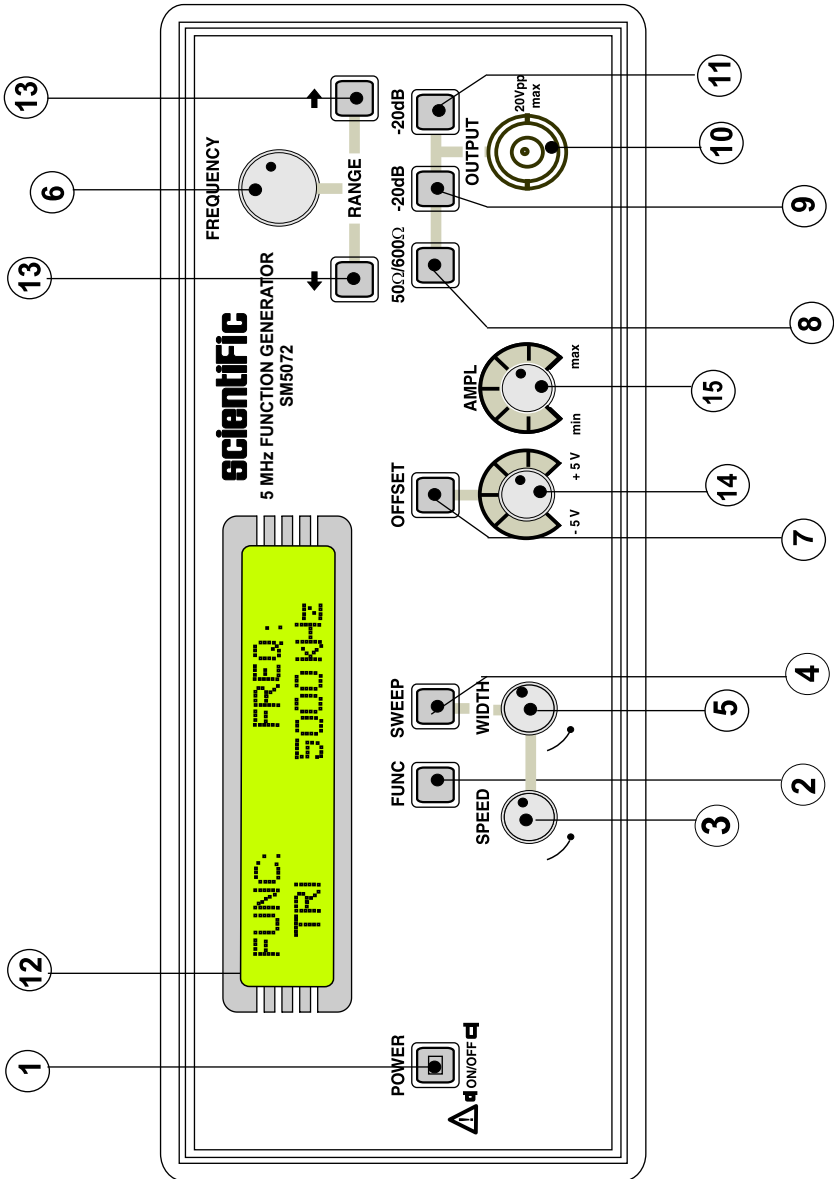 1 12 13 6 13
FREQUENCY
scientiFic
5 MHz FUNCTION GENERATOR
SM5072
FUNC: FREQ:
TRI 5000 KHz
RANGE
POWER
FUNC
SWEEP
OFFSET
50Ω/600Ω
-20dB
-20dB
ON/OFF
SPEED
WIDTH
AMPL
OUTPUT
20Vpp
max
- 5 V
+ 5 V
min
max
3 5 14 15 10 11
2 4 7 8 9